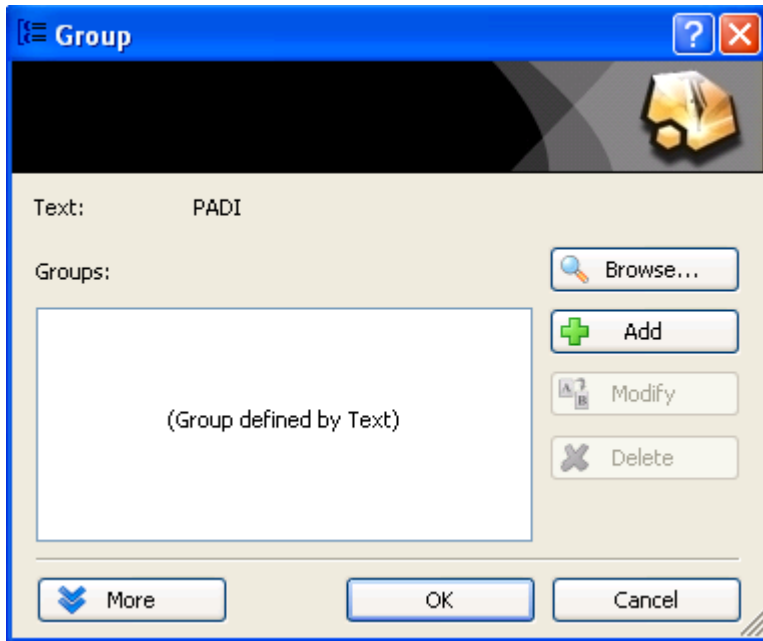 Group
Text: PADI
Groups:
Browse...
Add
(Group defined by Text)
Modify
Delete
More
OK
Cancel